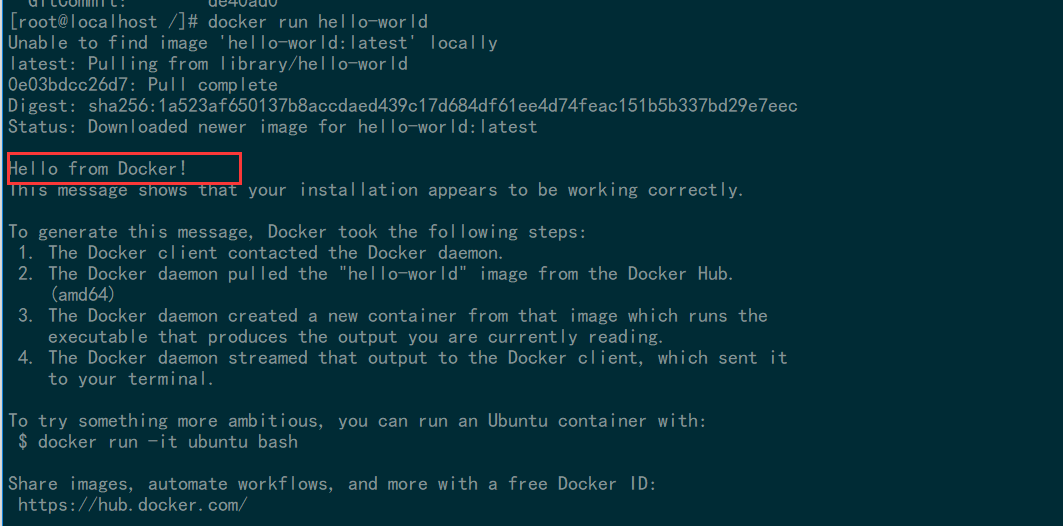 GitCommit: de40ad0
[root@localhost /]# docker run hello-world
Unable to find image 'hello-world:latest' locally
latest: Pulling from library/hello-world
0e03bdcc26d7: Pull complete
Digest: sha256:1a523af650137b8accdaed439c17d684df61ee4d74feac151b5b337bd29e7eec
Status: Downloaded newer image for hello-world:latest
Hello from Docker!
This message shows that your installation appears to be working correctly.
To generate this message, Docker took the following steps:
1. The Docker client contacted the Docker daemon.
2. The Docker daemon pulled the "hello-world" image from the Docker Hub.
(amd64)
3. The Docker daemon created a new container from that image which runs the
executable that produces the output you are currently reading.
4. The Docker daemon streamed that output to the Docker client, which sent it
to your terminal.
To try something more ambitious, you can run an Ubuntu container with:
$ docker run -it ubuntu bash
Share images, automate workflows, and more with a free Docker ID:
https://hub.docker.com/